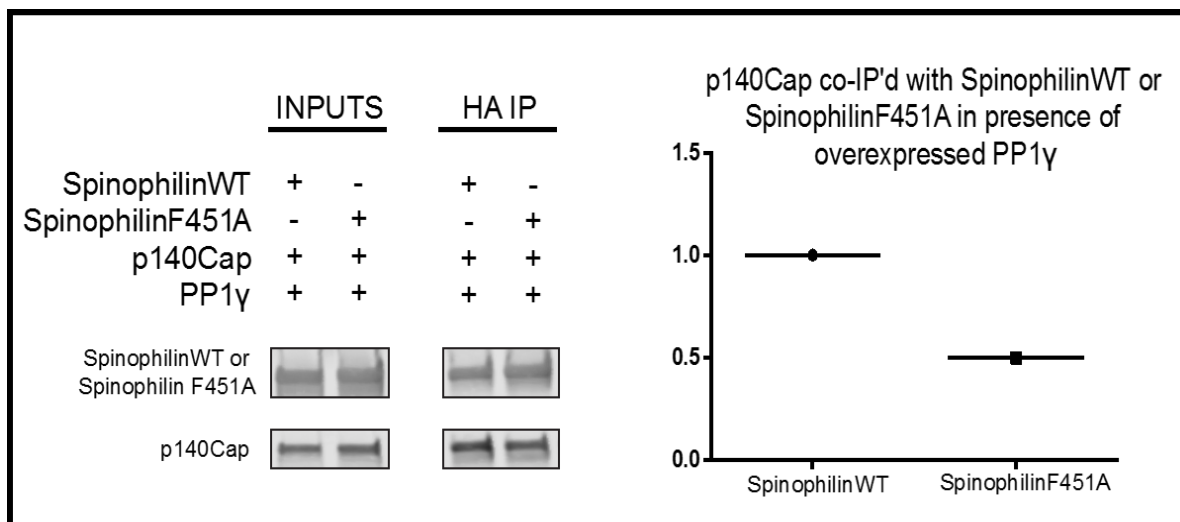 INPUTS HA IP
SpinophilinWT + - + -
SpinophilinF451A - + - +
p140Cap + + + +
PP1γ + + + +
SpinophilinWT or
Spinophilin F451A
p140Cap
p140Cap co-IP'd with SpinophilinWT or
SpinophilinF451A in presence of
overexpressed PP1γ
1.5
1.0
0.5
0.0
SpinophilinWT SpinophilinF451A